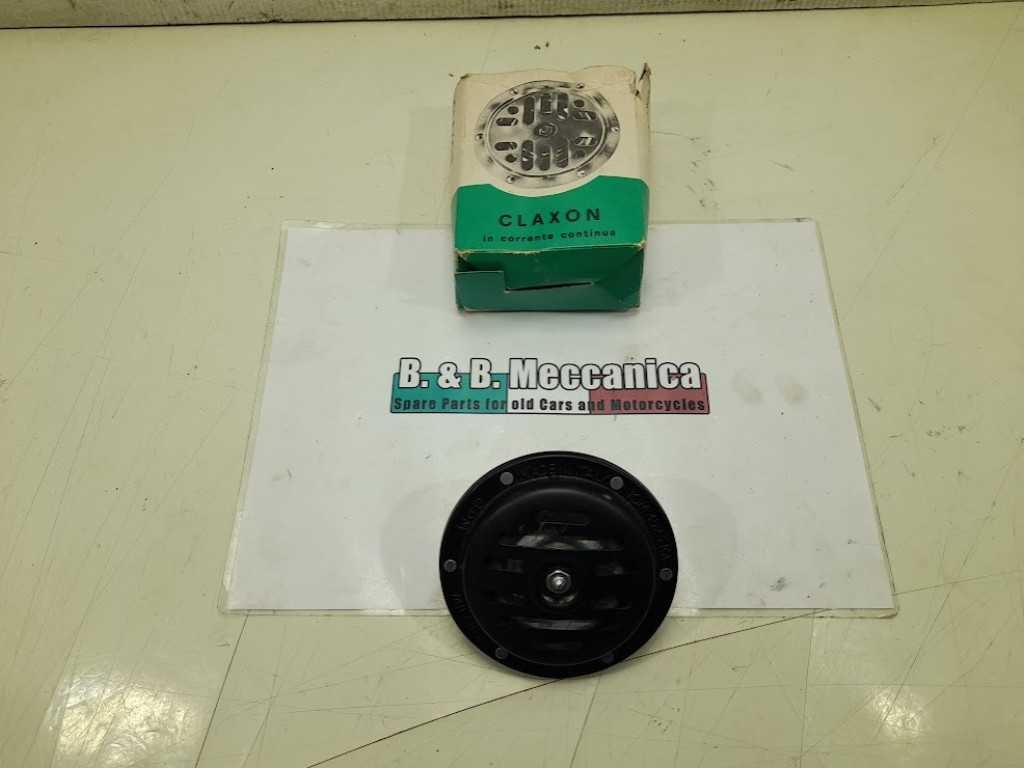 CLAXON
in corrente continua
B. & B. Meccanica
Spare Parts for old Cars and Motorcycles